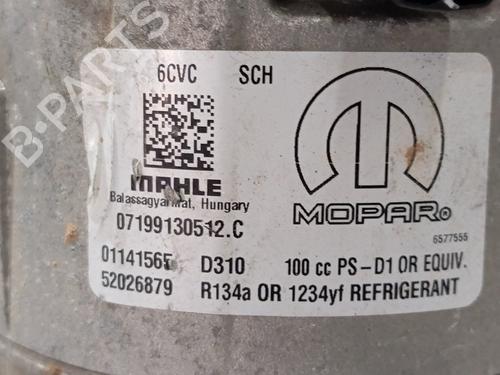 B-PARTS
6CVC SCH
MAHLE
Balassagyarmat, Hungary
07199130512.C
MOPAR®
6577555
01141565 D310 100 cc PS-D1 OR EQUIV.
52026879 R134a OR 1234yf REFRIGERANT